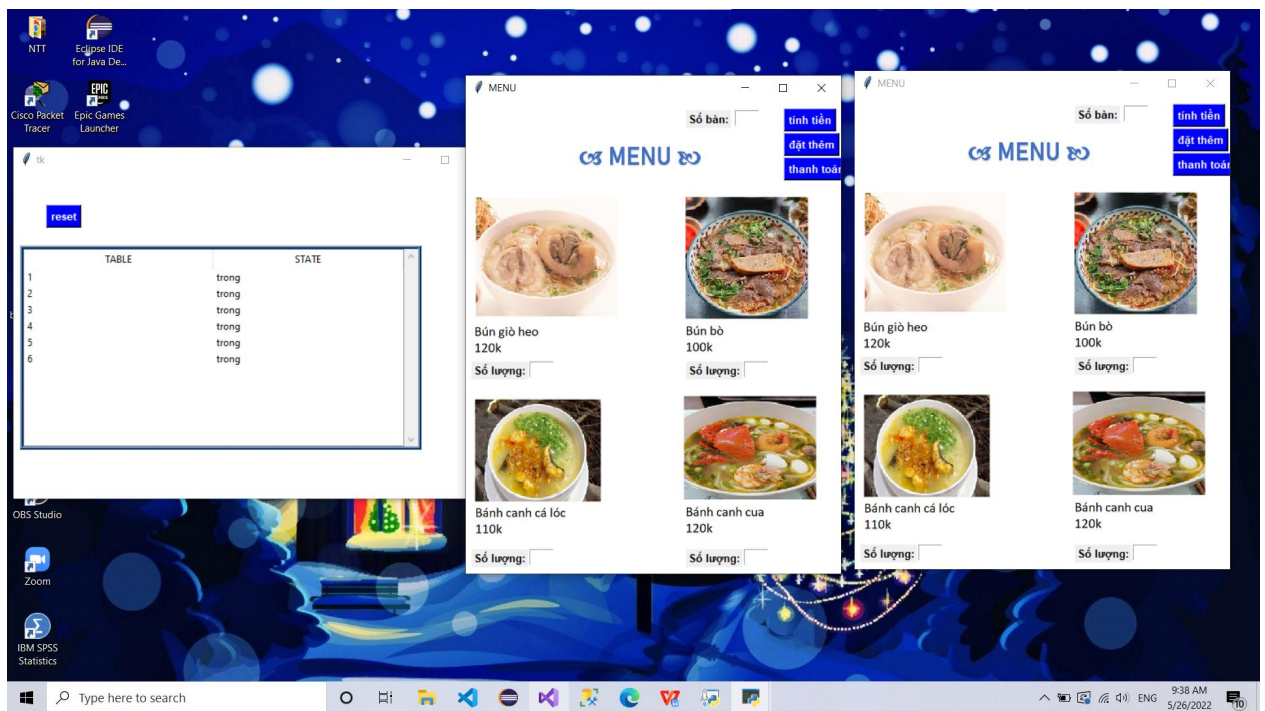 NTT
Eclipse IDE
for Java De...
Cisco Packet
Tracer
Epic Games
Launcher
EPIC
tk
reset
TABLE STATE
1 trong
2 trong
3 trong
4 trong
5 trong
6 trong
OBS Studio
Zoom
IBM SPSS
Statistics
MENU
Số bàn:
tính tiền
đặt thêm
thanh toán
MENU
Bún giò heo
120k
Số lượng:
Bún bò
100k
Số lượng:
Bánh canh cá lóc
110k
Số lượng:
Bánh canh cua
120k
Số lượng:
MENU
Số bàn:
tính tiền
đặt thêm
thanh toán
MENU
Bún giò heo
120k
Số lượng:
Bún bò
100k
Số lượng:
Bánh canh cá lóc
110k
Số lượng:
Bánh canh cua
120k
Số lượng:
Type here to search
ENG
9:38 AM
5/26/2022
10